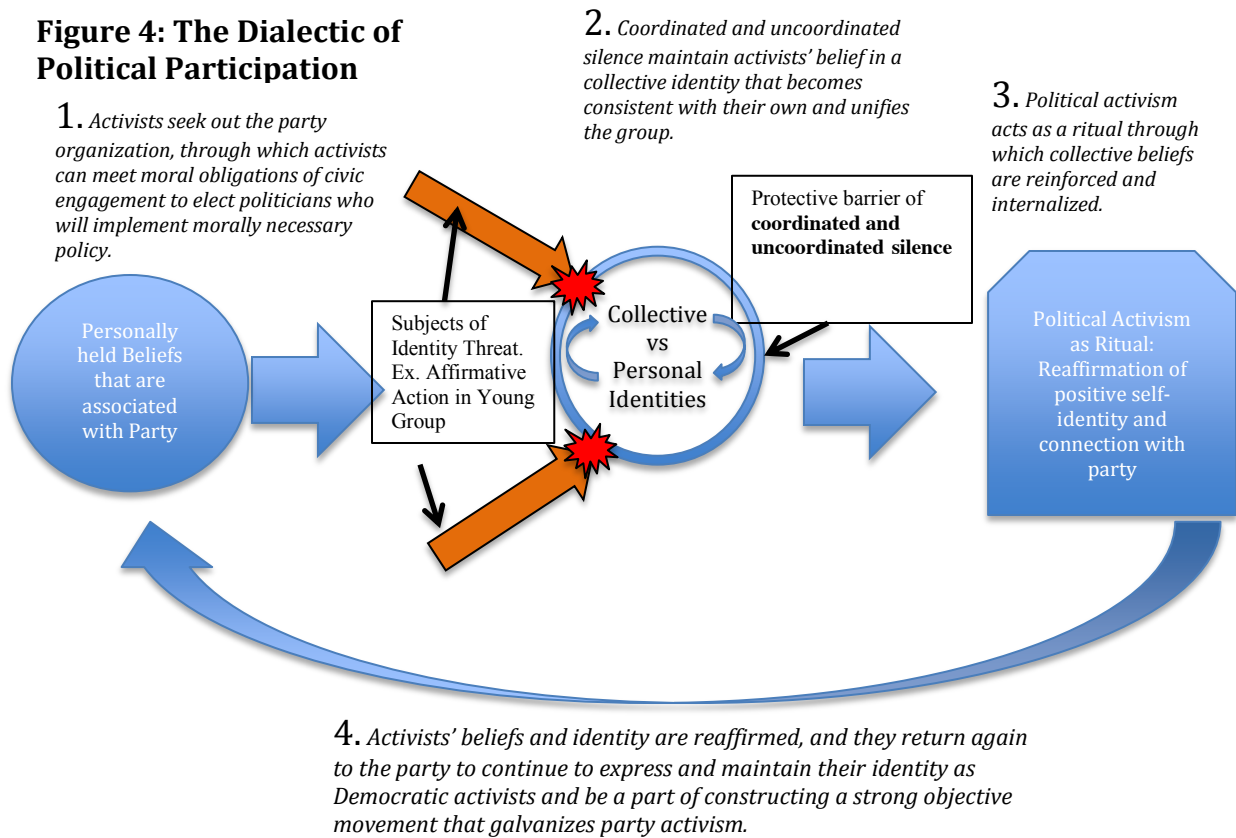 Figure 4: The Dialectic of
Political Participation
1. Activists seek out the party
organization, through which activists
can meet moral obligations of civic
engagement to elect politicians who
will implement morally necessary
policy.
2. Coordinated and uncoordinated
silence maintain activists’ belief in a
collective identity that becomes
consistent with their own and unifies
the group.
3. Political activism
acts as a ritual through
which collective beliefs
are reinforced and
internalized.
Personally
held Beliefs
that are
associated
with Party
Subjects of
Identity Threat.
Ex. Affirmative
Action in Young
Group
Collective
vs
Personal
Identities
Protective barrier of
coordinated and
uncoordinated silence
Political Activism
as Ritual:
Reaffirmation of
positive self-
identity and
connection with
party
4. Activists’ beliefs and identity are reaffirmed, and they return again
to the party to continue to express and maintain their identity as
Democratic activists and be a part of constructing a strong objective
movement that galvanizes party activism.